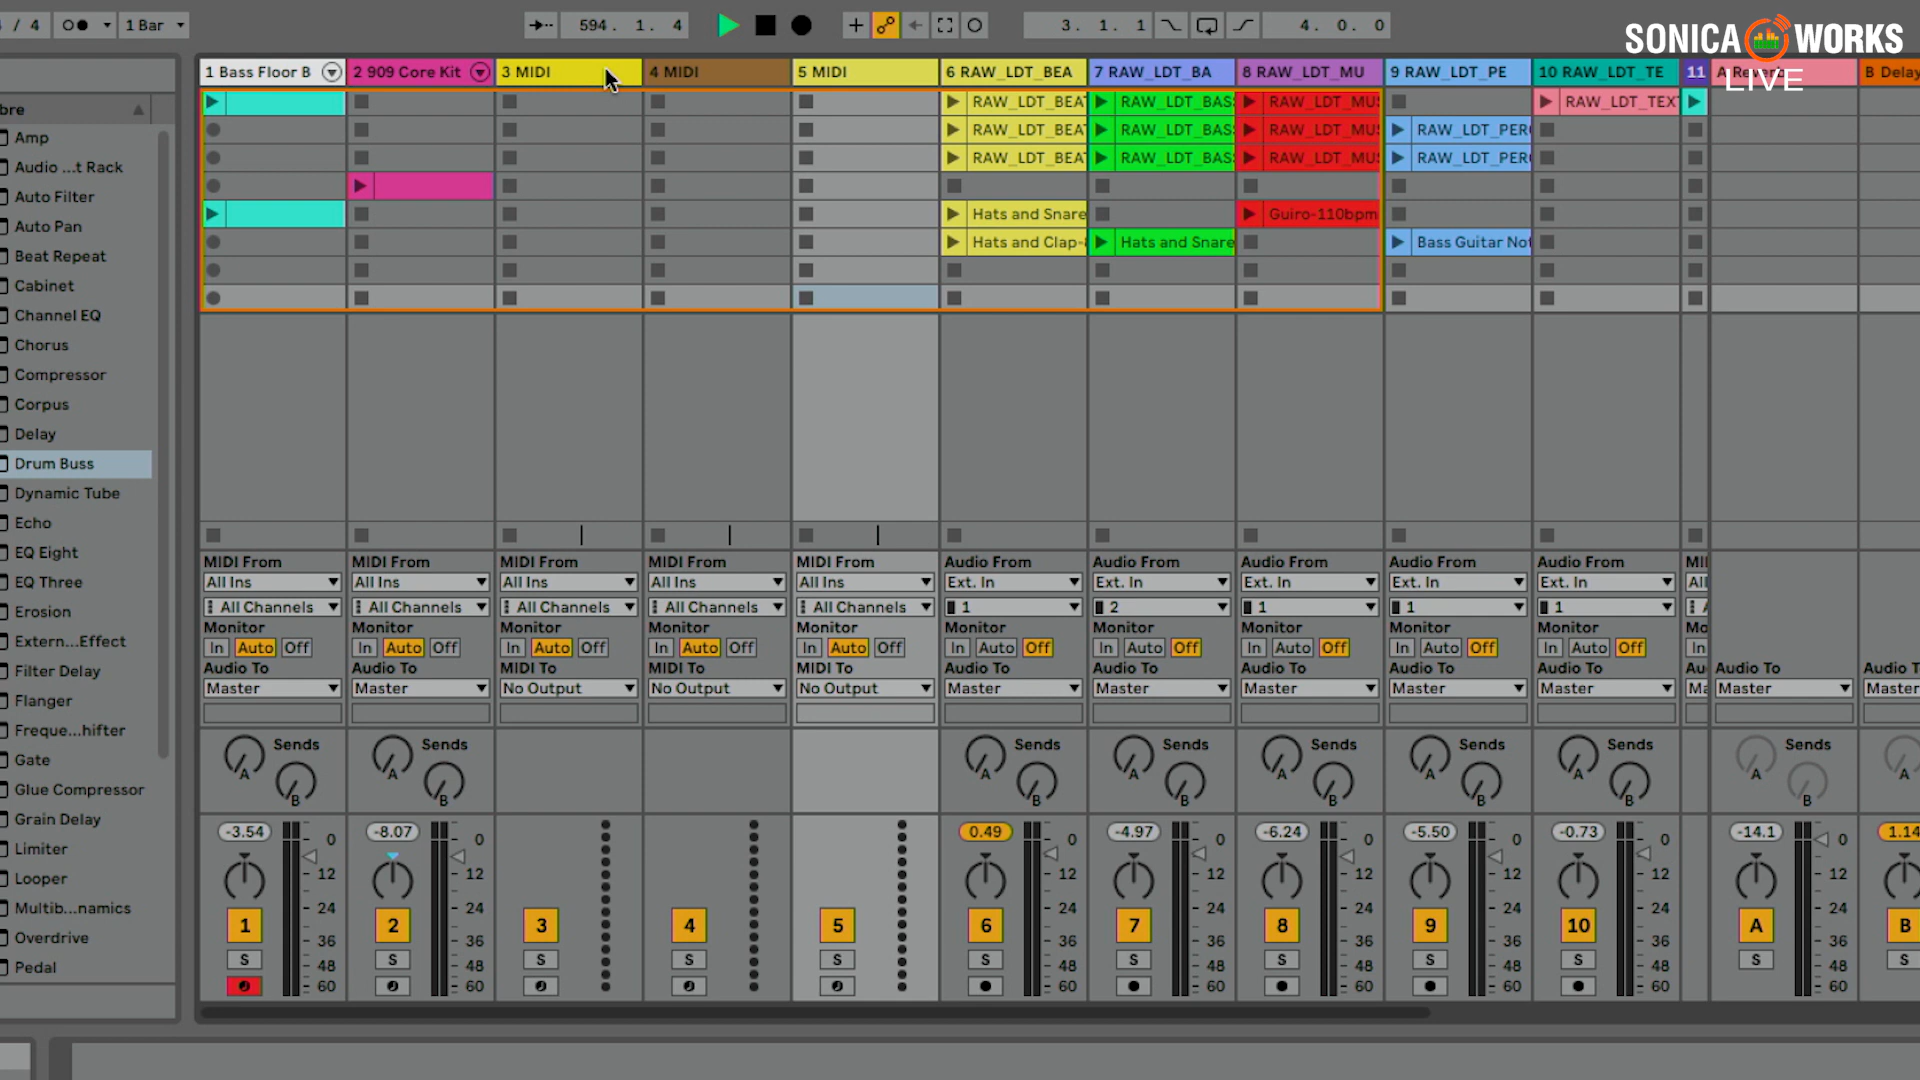 / 4 1 Bar 594. 1. 4 3. 1. 1 4. 0. 0
SONICA WORKS
LIVE
1 Bass Floor B 2 909 Core Kit 3 MIDI 4 MIDI 5 MIDI 6 RAW_LDT_BEA 7 RAW_LDT_BA 8 RAW_LDT_MU 9 RAW_LDT_PE 10 RAW_LDT_TE 11 A Reverb B Delay
RAW_LDT_BEA RAW_LDT_BAS RAW_LDT_MUS RAW_LDT_TEXT
RAW_LDT_BEA RAW_LDT_BAS RAW_LDT_MUS RAW_LDT_PER
RAW_LDT_BEA RAW_LDT_BAS RAW_LDT_MUS RAW_LDT_PER
Hats and Snare Guiro-110bpm
Hats and Clap- Hats and Snare Bass Guitar Not
bre
Amp
Audio ...t Rack
Auto Filter
Auto Pan
Beat Repeat
Cabinet
Channel EQ
Chorus
Compressor
Corpus
Delay
Drum Buss
Dynamic Tube
Echo
EQ Eight
EQ Three
Erosion
Extern...Effect
Filter Delay
Flanger
Freque...hifter
Gate
Glue Compressor
Grain Delay
Limiter
Looper
Multib...namics
Overdrive
Pedal
MIDI From MIDI From MIDI From MIDI From MIDI From Audio From Audio From Audio From Audio From Audio From MI
All Ins All Ins All Ins All Ins All Ins Ext. In Ext. In Ext. In Ext. In Ext. In All
All Channels All Channels All Channels All Channels All Channels 1 2 1 1 1
Monitor Monitor Monitor Monitor Monitor Monitor Monitor Monitor Monitor Monitor Mo
In Auto Off In Auto Off In Auto Off In Auto Off In Auto Off In Auto Off In Auto Off In Auto Off In Auto Off In Auto Off In
Audio To Audio To MIDI To MIDI To MIDI To Audio To Audio To Audio To Audio To Audio To Au Audio To Audio T
Master Master No Output No Output No Output Master Master Master Master Master Ma Master Master
Sends Sends Sends Sends Sends Sends Sends Sends
A A A A A A A A A
B B B B B B B B
-3.54 -8.07 0.49 -4.97 -6.24 -5.50 -0.73 -14.1 1.14
0 0 0 0 0 0 0 0
12 12 12 12 12 12 12 12
24 24 24 24 24 24 24 24
1 2 3 4 5 6 7 8 9 10 A B
36 36 36 36 36 36 36 36
S S S S S S S S S S S S
48 48 48 48 48 48 48 48
60 60 60 60 60 60 60 60